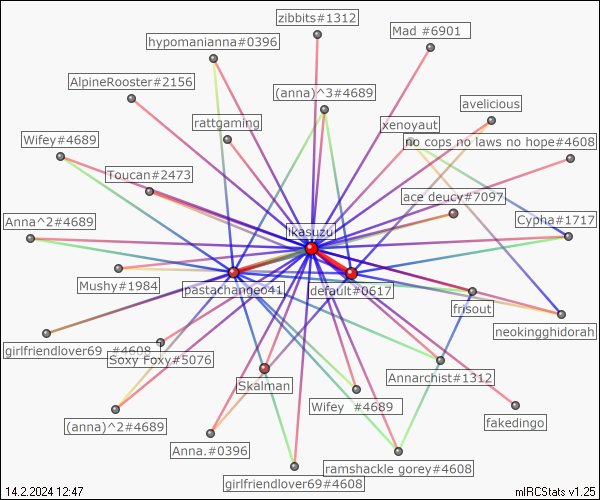 zibbits#1312
Mad #6901
hypomanianna#0396
AlpineRooster#2156
(anna)^3#4689
avelicious
rattgaming
xenoyaut
Wifey#4689
no cops no laws no hope#4608
Toucan#2473
ace deucy#7097
Anna^2#4689
Cypha#1717
ikasuzu
Mushy#1984
pastachangeo41
default#0617
frisout
neokingghidorah
girlfriendlover69 #4608
Soxy Foxy#5076
Skalman
Annarchist#1312
Wifey #4689
(anna)^2#4689
fakedingo
Anna.#0396
ramshackle gorey#4608
girlfriendlover69#4608
14.2.2024 12:47
mIRCStats v1.25